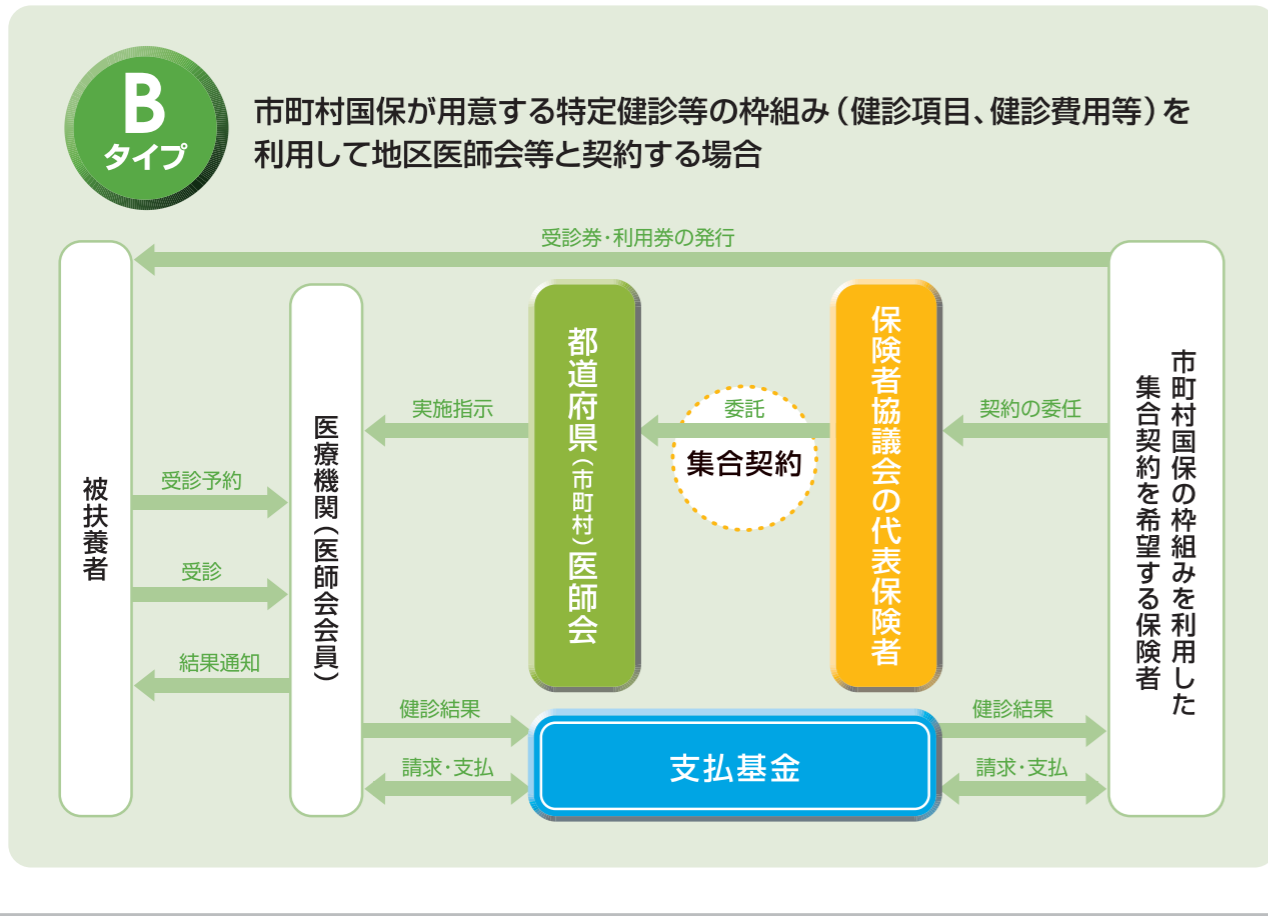 B
タイプ
市町村国保が用意する特定健診等の枠組み（健診項目、健診費用等）を
利用して地区医師会等と契約する場合
受診券・利用券の発行
被扶養者
受診予約
受診
結果通知
医療機関（医師会会員）
実施指示
都道府県（市町村）医師会
委託
集合契約
保険者協議会の代表保険者
契約の委任
市町村国保の枠組みを利用した
集合契約を希望する保険者
健診結果
請求・支払
支払基金
健診結果
請求・支払